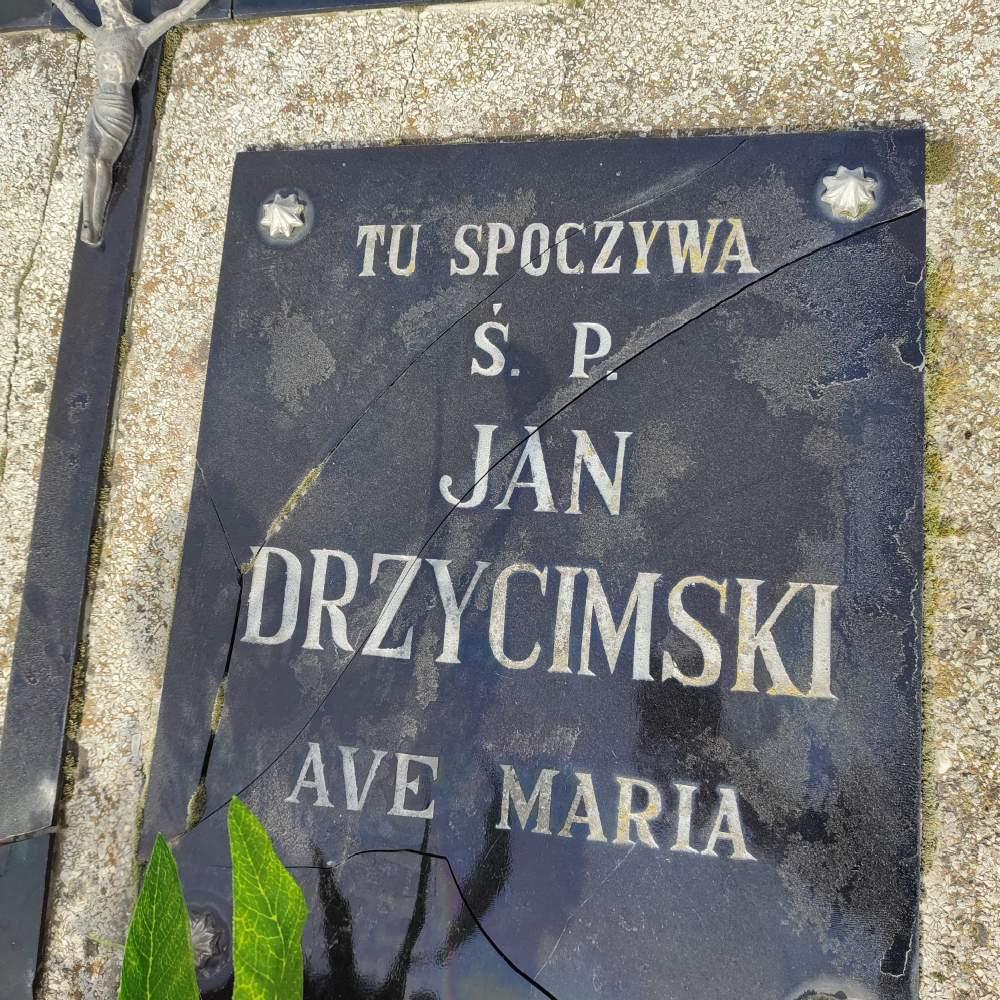 TU SPOCZYWA
Ś. P.
JAN
DRZYCIMSKI
AVE MARIA